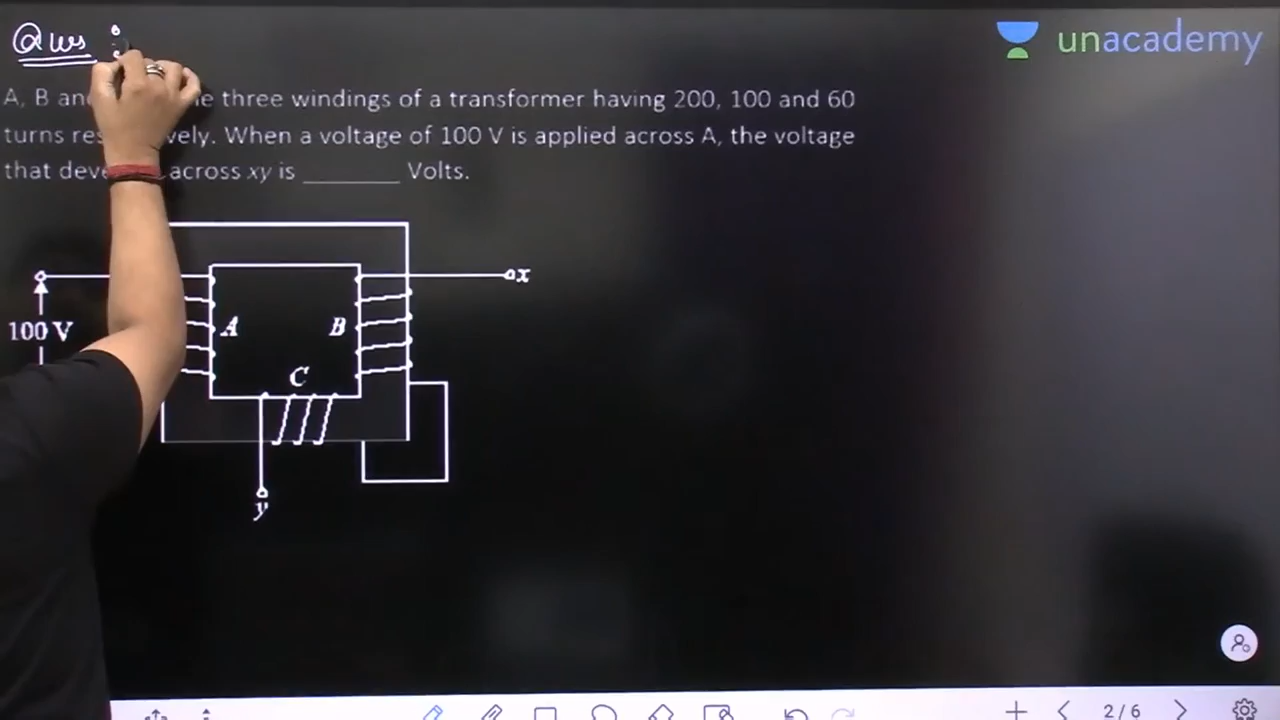 Qus :
unacademy
A, B an three windings of a transformer having 200, 100 and 60
turns res vely. When a voltage of 100 V is applied across A, the voltage
that deve across xy is ________ Volts.
x
100 V
A
B
C
y
2/6